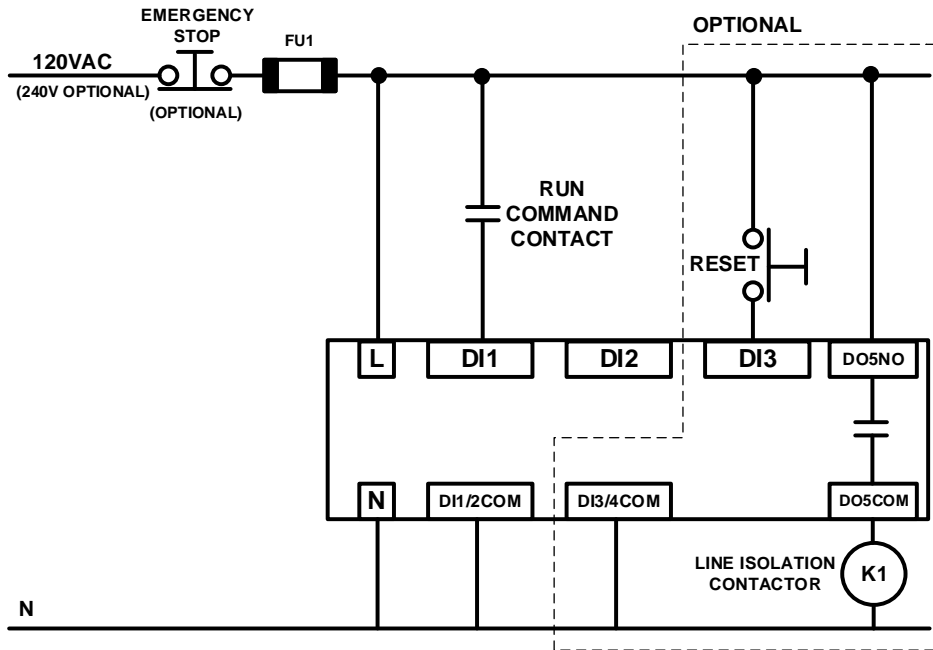 EMERGENCY
STOP
FU1
OPTIONAL
120VAC
(240V OPTIONAL)
(OPTIONAL)
RUN
COMMAND
CONTACT
RESET
L
DI1
DI2
DI3
DO5NO
N
DI1/2COM
DI3/4COM
DO5COM
LINE ISOLATION
CONTACTOR
K1
N